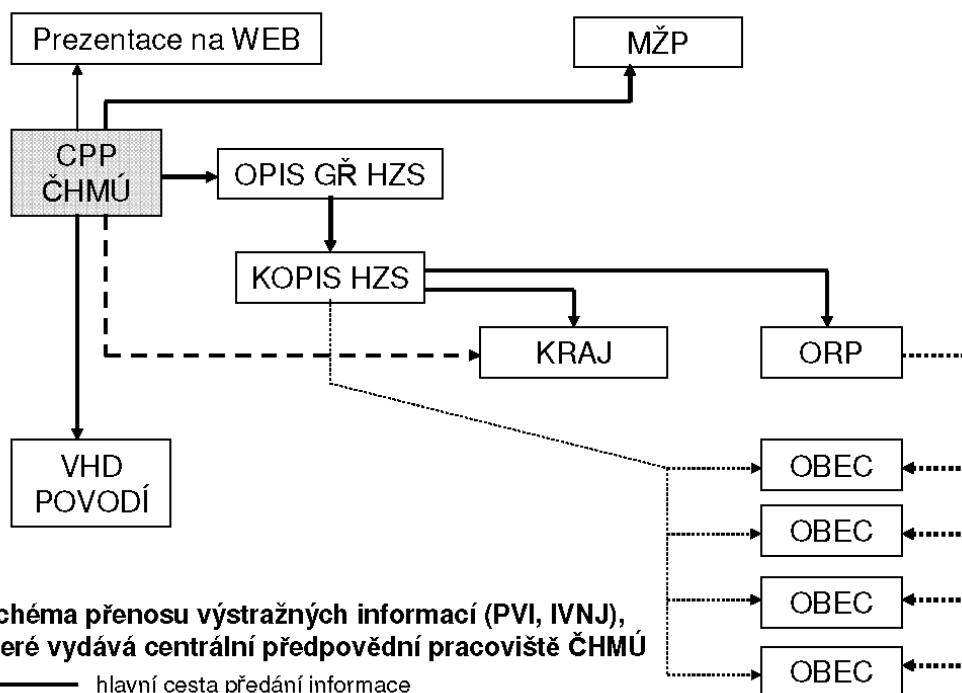 Prezentace na WEB
MŽP
CPP
ČHMÚ
OPIS GŘ HZS
KOPIS HZS
KRAJ
ORP
VHD
POVODÍ
OBEC
OBEC
OBEC
OBEC
chéma přenosu výstražných informací (PVI, IVNJ),
eré vydává centrální předpovědní pracoviště ČHMÚ
hlavní cesta předání informace